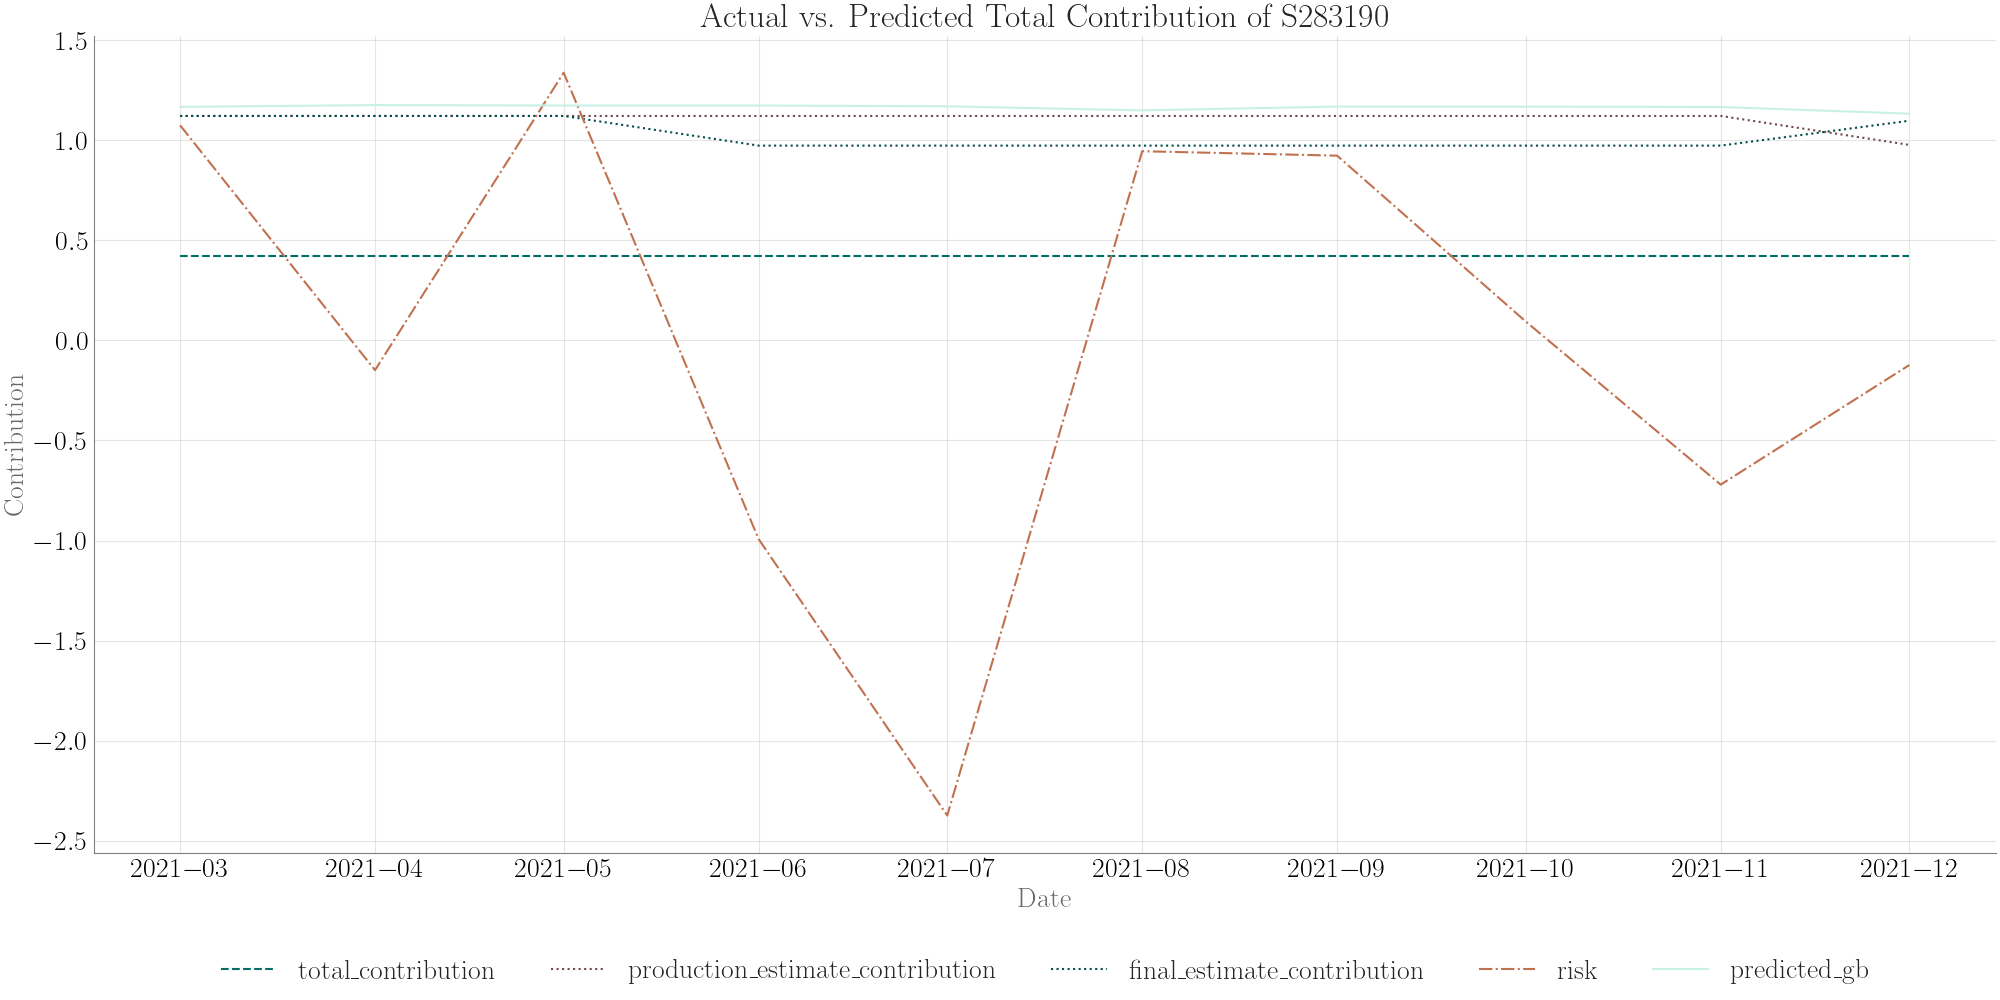 Actual vs. Predicted Total Contribution of S283190
1.5
1.0
0.5
0.0
−0.5
−1.0
−1.5
−2.0
−2.5
Contribution
2021−03 2021−04 2021−05 2021−06 2021−07 2021−08 2021−09 2021−10 2021−11 2021−12
Date
total_contribution production_estimate_contribution final_estimate_contribution risk predicted_gb